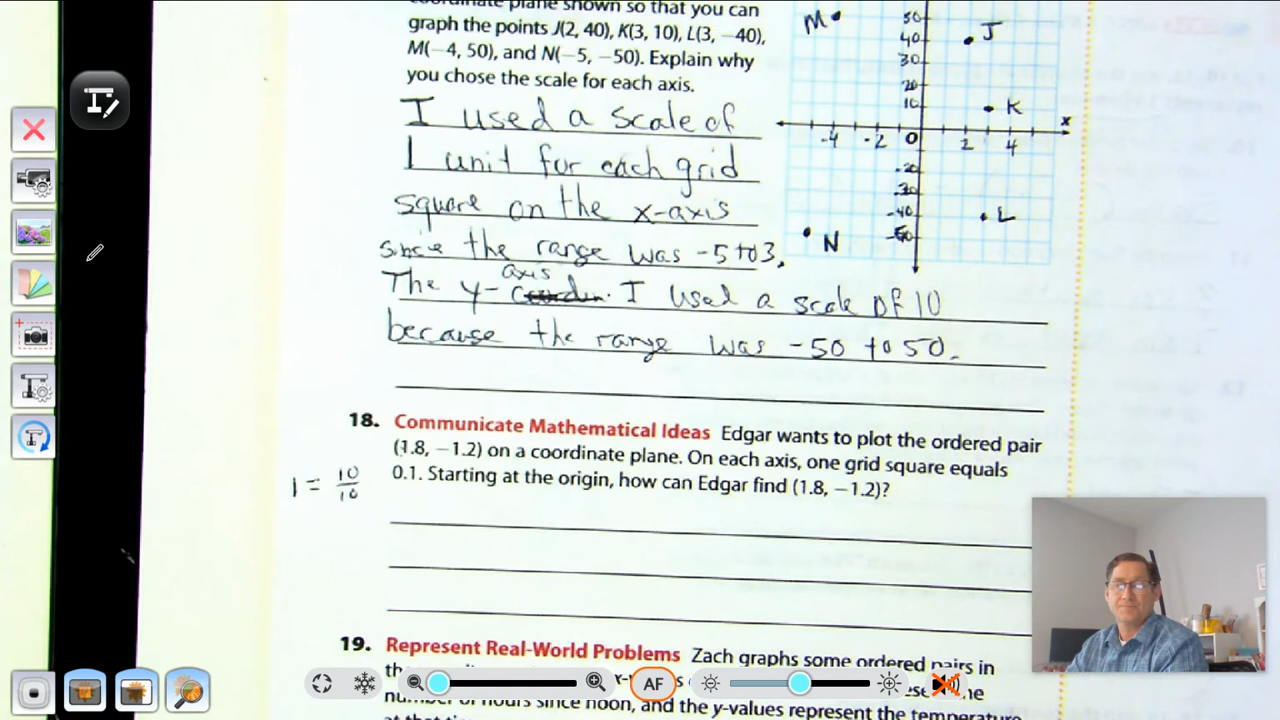 coordinate plane shown so that you can
graph the points J(2, 40), K(3, 10), L(3, −40),
M(−4, 50), and N(−5, −50). Explain why
you chose the scale for each axis.
I used a scale of
1 unit for each grid
square on the x-axis
since the range was -5 to 3.
axis
The y- I used a scale of 10
because the range was -50 to 50.
M
50
40
J
30
20
10
K
x
-4
-2
0
2
4
-20
-30
-40
L
N
-50
18. Communicate Mathematical Ideas Edgar wants to plot the ordered pair
(1.8, −1.2) on a coordinate plane. On each axis, one grid square equals
0.1. Starting at the origin, how can Edgar find (1.8, −1.2)?
1 = 10/10
19. Represent Real-World Problems Zach graphs some ordered pairs in
number of hours since noon, and the y-values represent the temperature
at that
AF